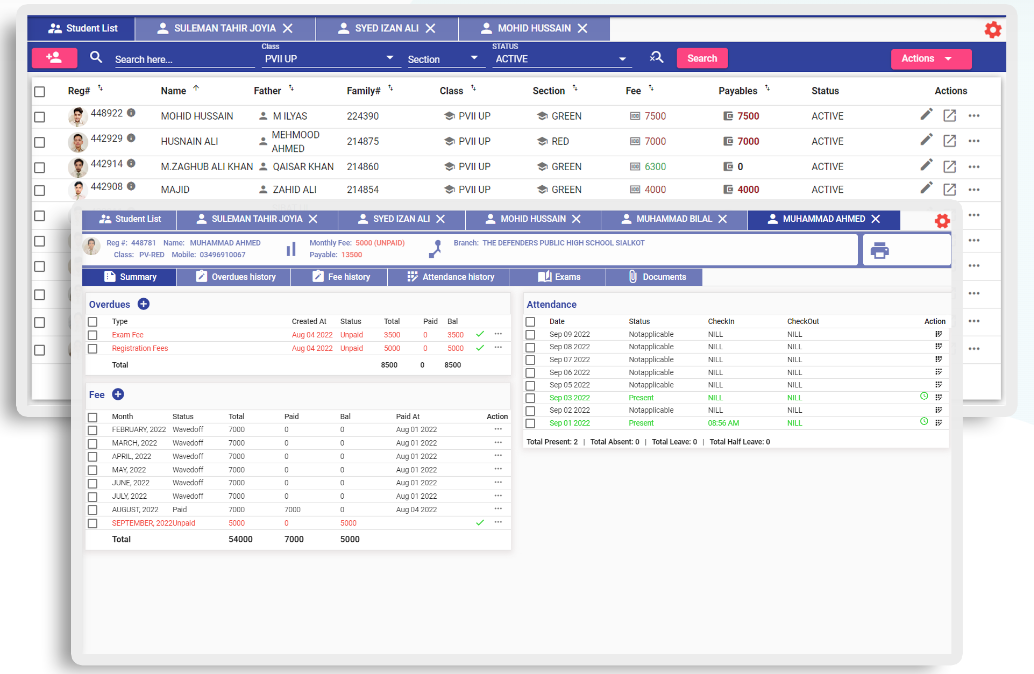 Student List SULEMAN TAHIR JOYIA SYED IZAN ALI MOHID HUSSAIN
Class STATUS
Search here... PVII UP Section ACTIVE Search Actions
Reg# Name Father Family# Class Section Fee Payables Status Actions
448922 MOHID HUSSAIN M ILYAS 224390 PVII UP GREEN 7500 7500 ACTIVE
442929 HUSNAIN ALI MEHMOOD AHMED 214875 PVII UP RED 7000 7000 ACTIVE
442914 M.ZAGHUB ALI KHAN QAISAR KHAN 214860 PVII UP GREEN 6300 0 ACTIVE
442908 MAJID ZAHID ALI 214854 PVII UP GREEN 4000 4000 ACTIVE
Student List SULEMAN TAHIR JOYIA SYED IZAN ALI MOHID HUSSAIN MUHAMMAD BILAL MUHAMMAD AHMED
Reg #: 448781 Name: MUHAMMAD AHMED Monthly Fee: 5000 (UNPAID) Branch: THE DEFENDERS PUBLIC HIGH SCHOOL SIALKOT
Class: PV-RED Mobile: 03496910067 Payable: 13500
Summary Overdues history Fee history Attendance history Exams Documents
Overdues
Type Created At Status Total Paid Bal
Exam Fee Aug 04 2022 Unpaid 3500 0 3500
Registration Fees Aug 04 2022 Unpaid 5000 0 5000
Total 8500 0 8500
Fee
Month Status Total Paid Bal Paid At Action
FEBRUARY, 2022 Wavedoff 7000 0 0 Aug 01 2022
MARCH, 2022 Wavedoff 7000 0 0 Aug 01 2022
APRIL, 2022 Wavedoff 7000 0 0 Aug 01 2022
MAY, 2022 Wavedoff 7000 0 0 Aug 01 2022
JUNE, 2022 Wavedoff 7000 0 0 Aug 01 2022
JULY, 2022 Wavedoff 7000 0 0 Aug 01 2022
AUGUST, 2022 Paid 7000 7000 0 Aug 04 2022
SEPTEMBER, 2022 Unpaid 5000 0 5000
Total 54000 7000 5000
Attendance
Date Status CheckIn CheckOut Action
Sep 09 2022 Notapplicable NILL NILL
Sep 08 2022 Notapplicable NILL NILL
Sep 07 2022 Notapplicable NILL NILL
Sep 06 2022 Notapplicable NILL NILL
Sep 05 2022 Notapplicable NILL NILL
Sep 03 2022 Present NILL NILL
Sep 02 2022 Notapplicable NILL NILL
Sep 01 2022 Present 08:56 AM NILL
Total Present: 2 | Total Absent: 0 | Total Leave: 0 | Total Half Leave: 0